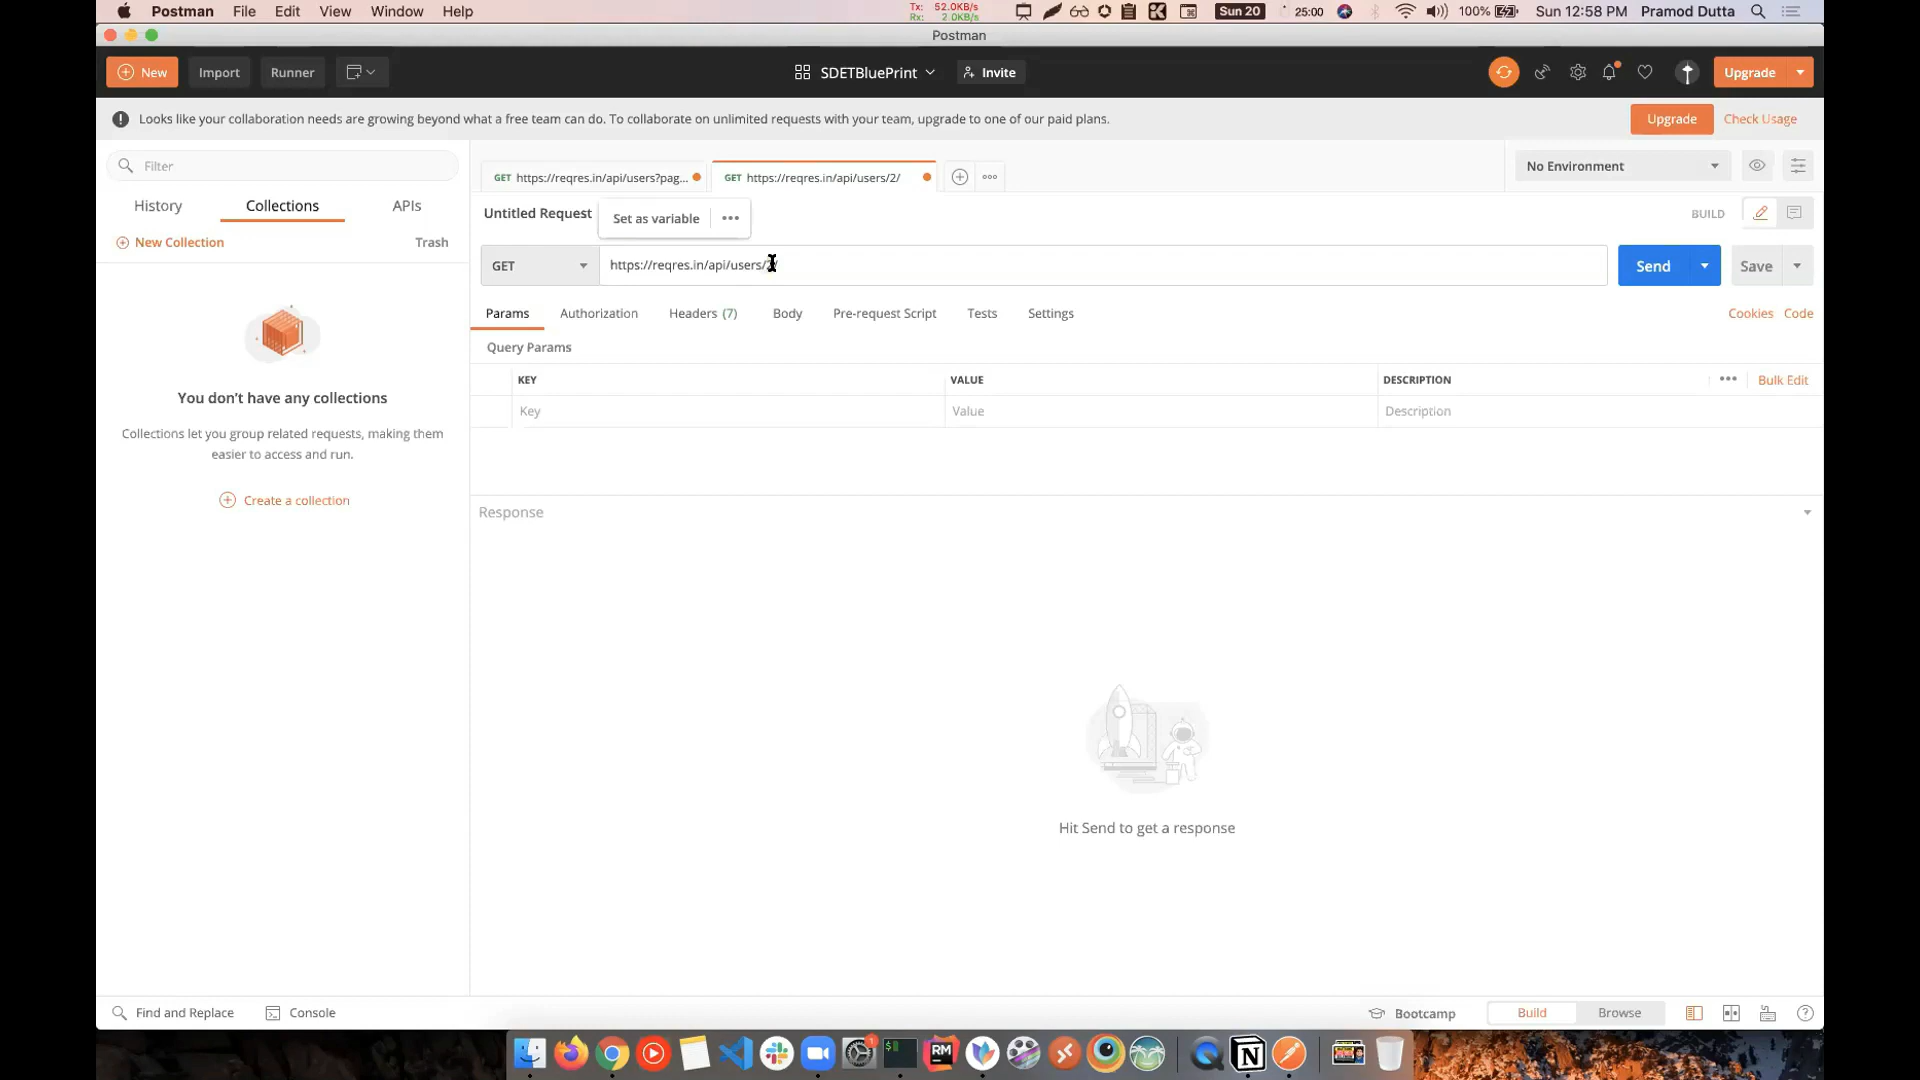 Postman File Edit View Window Help
Tx: 52.0KB/s
Rx: 2.0KB/s
Sun 20 25:00 100% Sun 12:58 PM Pramod Dutta
Postman
New Import Runner SDETBluePrint Invite Upgrade
Looks like your collaboration needs are growing beyond what a free team can do. To collaborate on unlimited requests with your team, upgrade to one of our paid plans. Upgrade Check Usage
Filter
GET https://reqres.in/api/users?pag... GET https://reqres.in/api/users/2/ No Environment
History Collections APIs
Untitled Request Set as variable BUILD
New Collection Trash
GET https://reqres.in/api/users/2/ Send Save
Params Authorization Headers (7) Body Pre-request Script Tests Settings Cookies Code
Query Params
KEY VALUE DESCRIPTION Bulk Edit
Key Value Description
You don't have any collections
Collections let you group related requests, making them
easier to access and run.
Create a collection
Response
Hit Send to get a response
Find and Replace Console Bootcamp Build Browse
RM